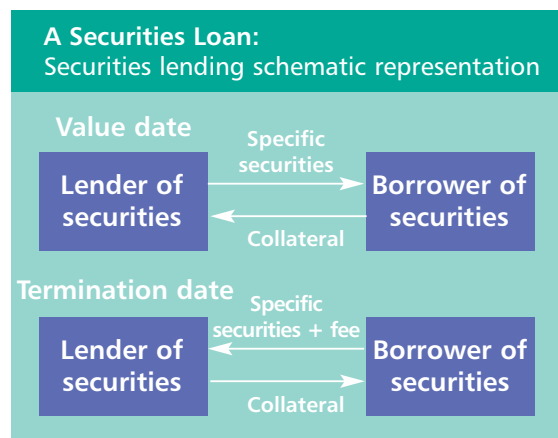 A Securities Loan:
Securities lending schematic representation
Value date
Specific
securities
Lender of
securities
Borrower of
securities
Collateral
Termination date
Specific
securities + fee
Lender of
securities
Borrower of
securities
Collateral